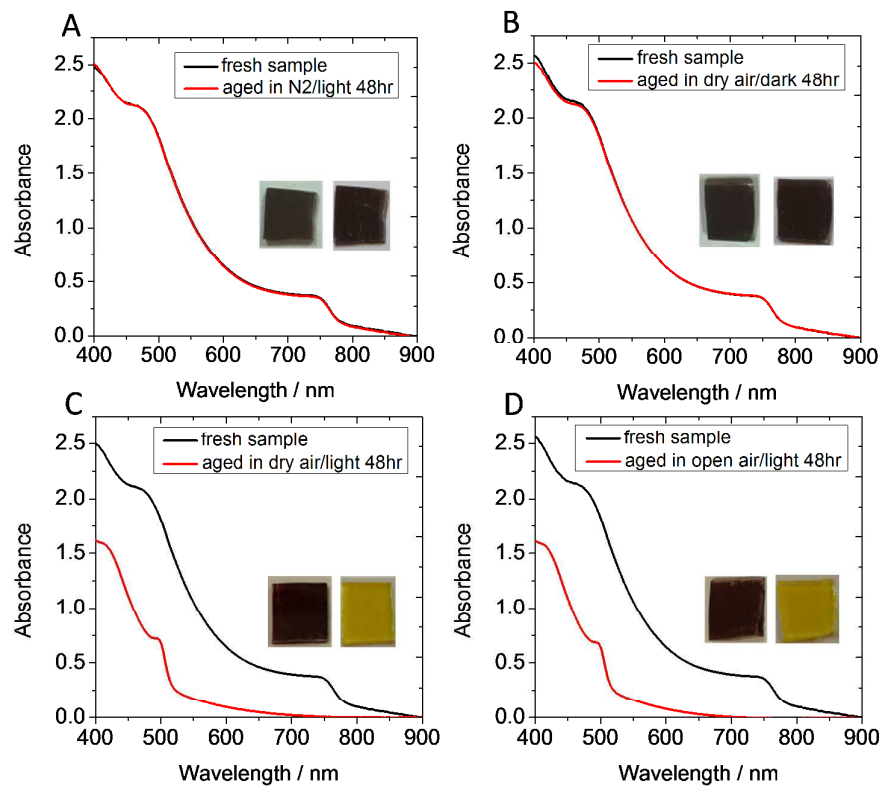 A
fresh sample
aged in N2/light 48hr
2.5
2.0
1.5
1.0
0.5
0.0
400 500 600 700 800 900
Absorbance
Wavelength / nm
B
fresh sample
aged in dry air/dark 48hr
2.5
2.0
1.5
1.0
0.5
0.0
400 500 600 700 800 900
Absorbance
Wavelength / nm
C
fresh sample
aged in dry air/light 48hr
2.5
2.0
1.5
1.0
0.5
0.0
400 500 600 700 800 900
Absorbance
Wavelength / nm
D
fresh sample
aged in open air/light 48hr
2.5
2.0
1.5
1.0
0.5
0.0
400 500 600 700 800 900
Absorbance
Wavelength / nm